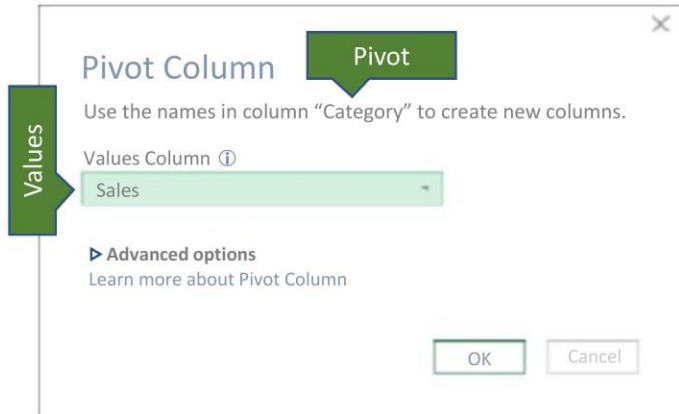 Pivot Column
Pivot
Use the names in column “Category” to create new columns.
Values
Values Column ⓘ
Sales
Advanced options
Learn more about Pivot Column
OK
Cancel